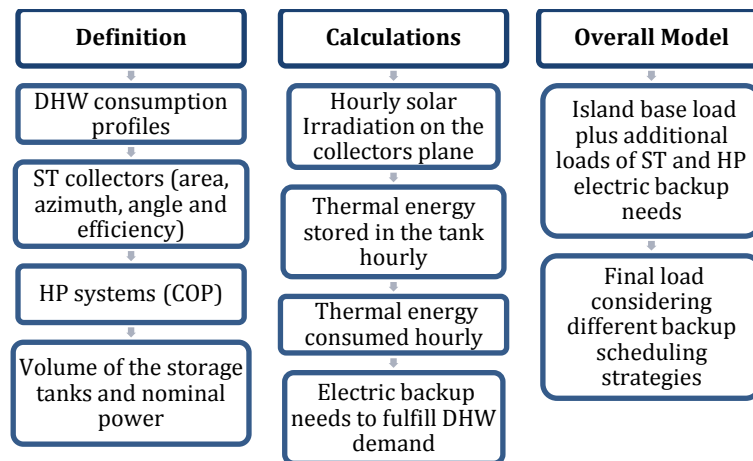 Definition
DHW consumption
profiles
ST collectors (area,
azimuth, angle and
efficiency)
HP systems (COP)
Volume of the storage
tanks and nominal
power
Calculations
Hourly solar
Irradiation on the
collectors plane
Thermal energy
stored in the tank
hourly
Thermal energy
consumed hourly
Electric backup
needs to fulfill DHW
demand
Overall Model
Island base load
plus additional
loads of ST and HP
electric backup
needs
Final load
considering
different backup
scheduling
strategies